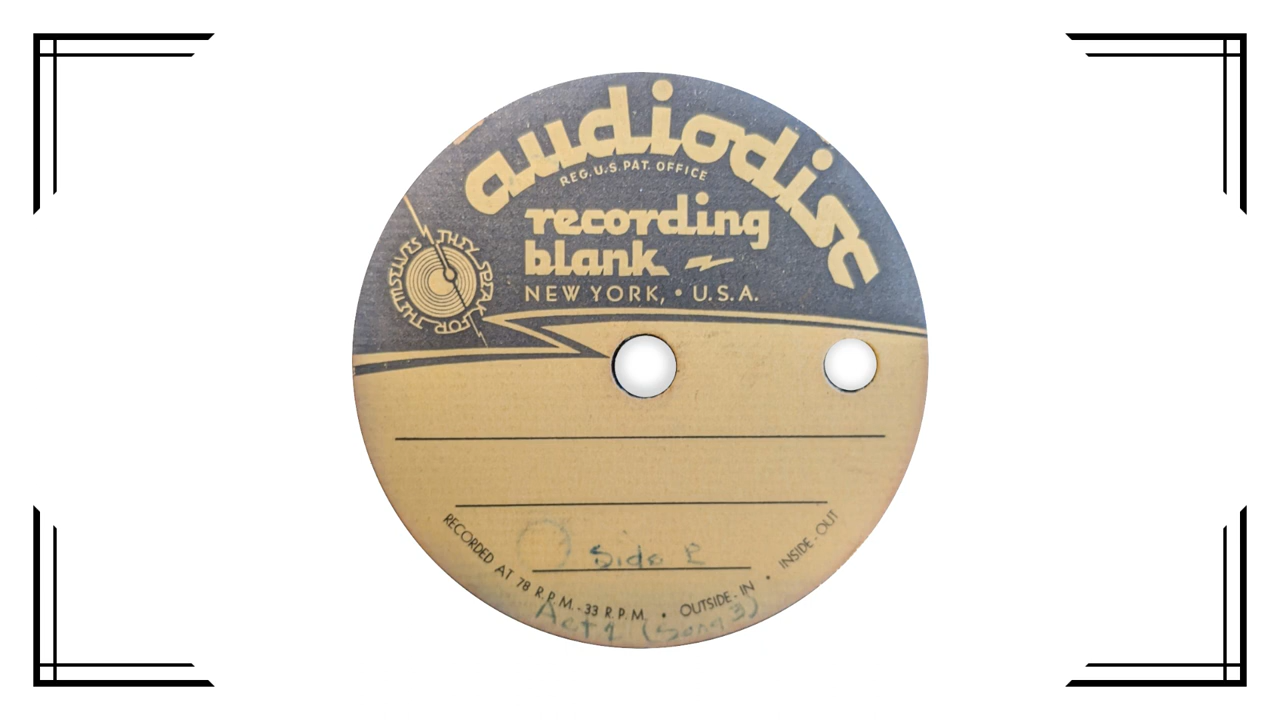 audiodisc
REG. U.S. PAT. OFFICE
recording
blank
NEW YORK, • U.S.A.
THEY SPEAK FOR THEMSELVES
Side
RECORDED AT 78 R.P.M. - 33 R.P.M. • OUTSIDE - IN • INSIDE - OUT
Act 1 (Song 3)